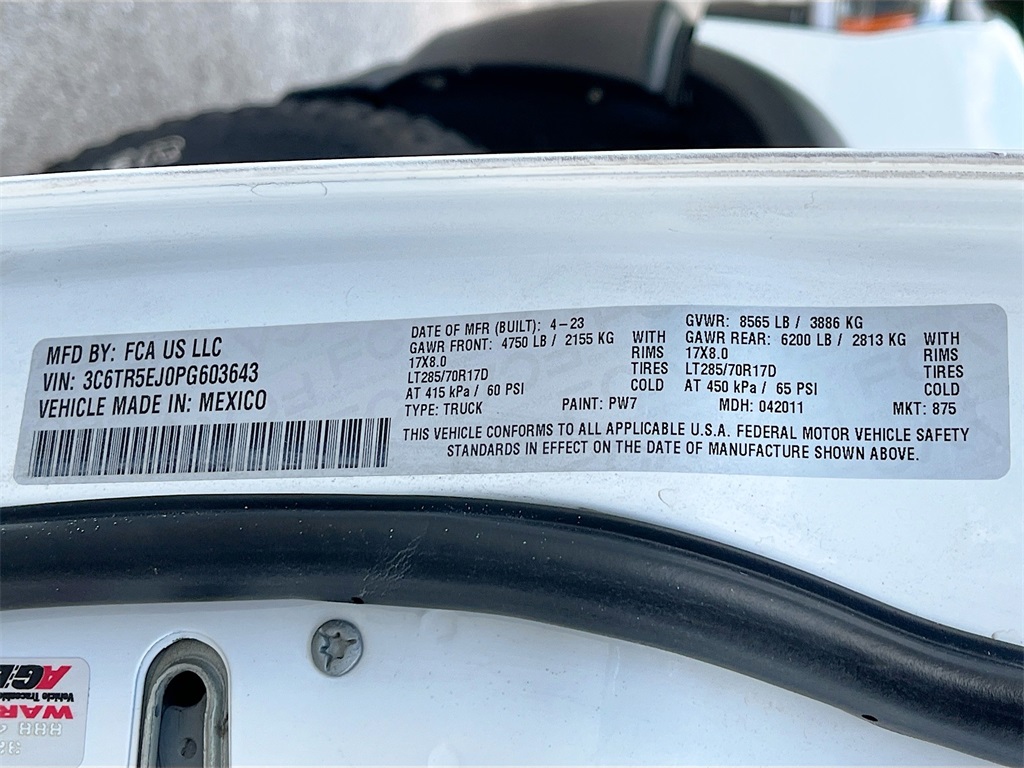 MFD BY: FCA US LLC
VIN: 3C6TR5EJ0PG603643
VEHICLE MADE IN: MEXICO
DATE OF MFR (BUILT): 4-23
GAWR FRONT: 4750 LB / 2155 KG WITH
17X8.0 RIMS
LT285/70R17D TIRES
AT 415 kPa / 60 PSI COLD
GVWR: 8565 LB / 3886 KG
GAWR REAR: 6200 LB / 2813 KG WITH
17X8.0 RIMS
LT285/70R17D TIRES
AT 450 kPa / 65 PSI COLD
TYPE: TRUCK PAINT: PW7 MDH: 042011 MKT: 875
THIS VEHICLE CONFORMS TO ALL APPLICABLE U.S.A. FEDERAL MOTOR VEHICLE SAFETY
STANDARDS IN EFFECT ON THE DATE OF MANUFACTURE SHOWN ABOVE.
Vehicle
WAR